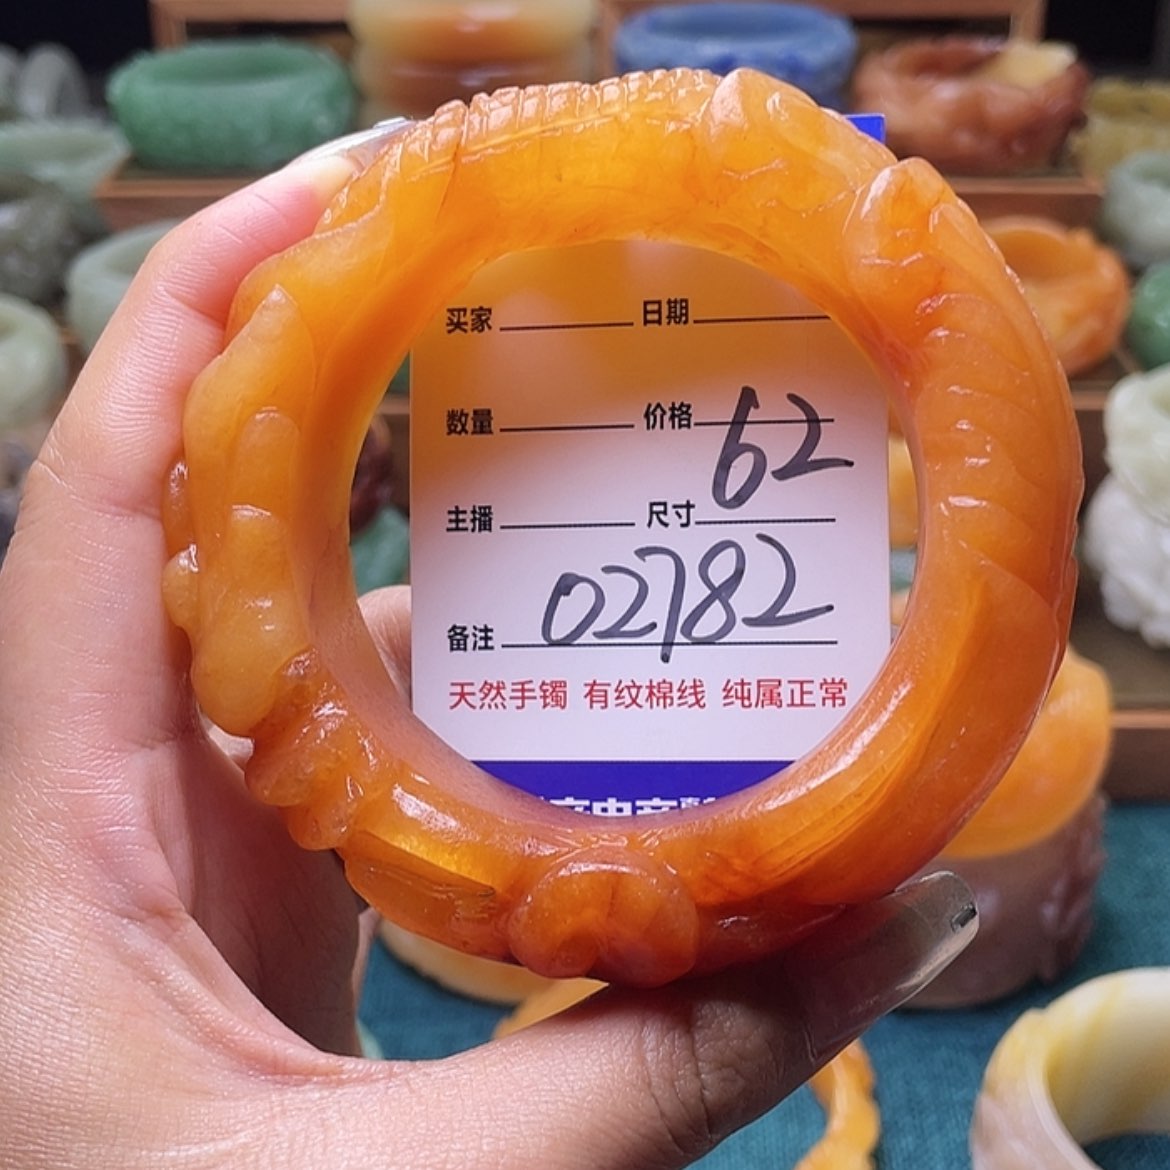 买家 日期
数量 价格
62
主播 尺寸
02782
备注
天然手镯 有纹棉线 纯属正常